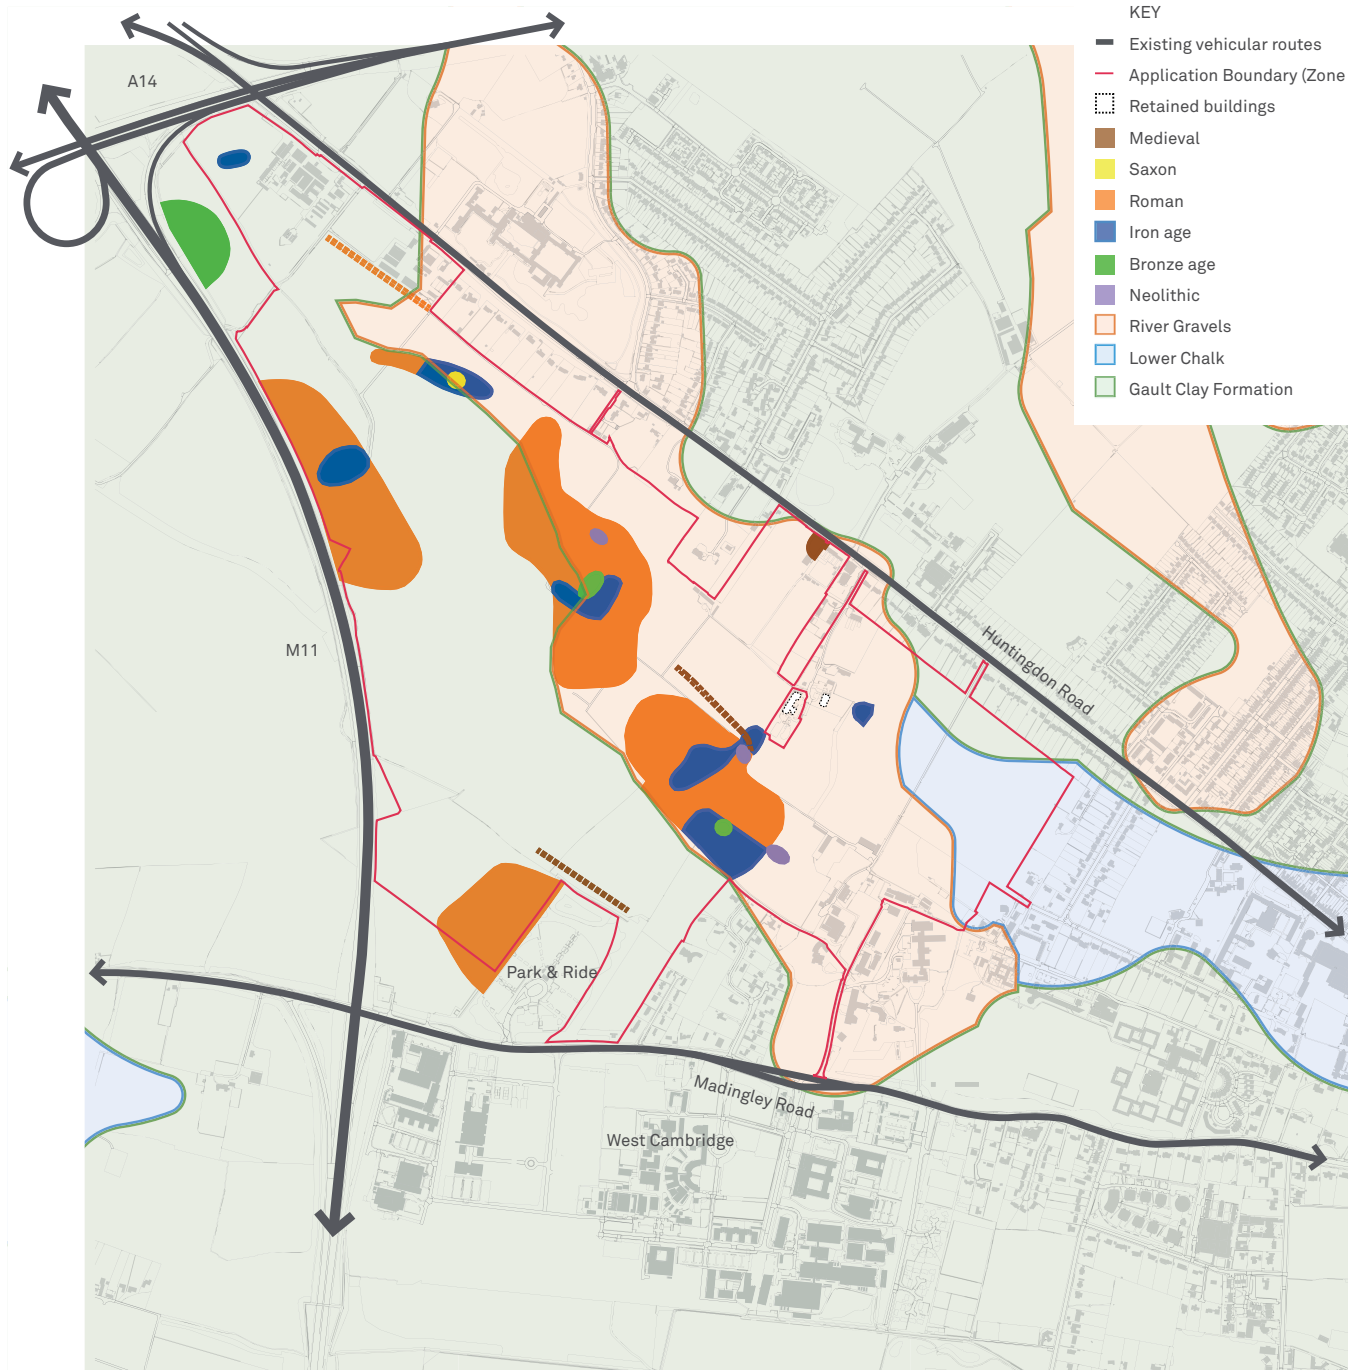 KEY
Existing vehicular routes
Application Boundary (Zone
Retained buildings
Medieval
Saxon
Roman
Iron age
Bronze age
Neolithic
River Gravels
Lower Chalk
Gault Clay Formation
A14
M11
Huntingdon Road
Park & Ride
Madingley Road
West Cambridge